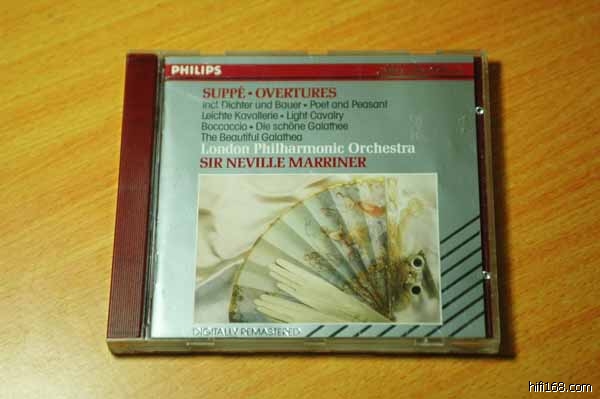 PHILIPS
SUPPÉ • OVERTURES
incl. Dichter und Bauer • Poet and Peasant
Leichte Kavallerie • Light Cavalry
Boccaccio • Die schöne Galathee
The Beautiful Galathea
London Philharmonic Orchestra
SIR NEVILLE MARRINER
DIGITALLY REMASTERED
hifi168.com